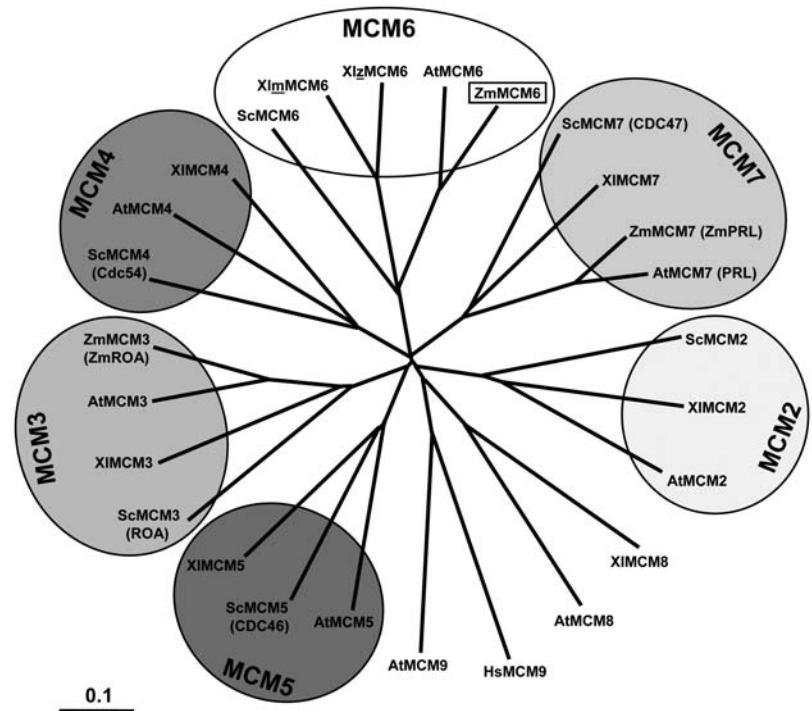 MCM6
XlmMCM6
XlzMCM6
AtMCM6
ZmMCM6
ScMCM6
MCM7
ScMCM7 (CDC47)
XlMCM7
ZmMCM7 (ZmPRL)
AtMCM7 (PRL)
MCM4
XlMCM4
AtMCM4
ScMCM4
(Cdc54)
ZmMCM3
(ZmROA)
AtMCM3
XlMCM3
ScMCM3
(ROA)
MCM3
ScMCM2
XlMCM2
AtMCM2
MCM2
XlMCM5
ScMCM5
(CDC46)
AtMCM5
MCM5
XlMCM8
AtMCM8
HsMCM9
AtMCM9
0.1